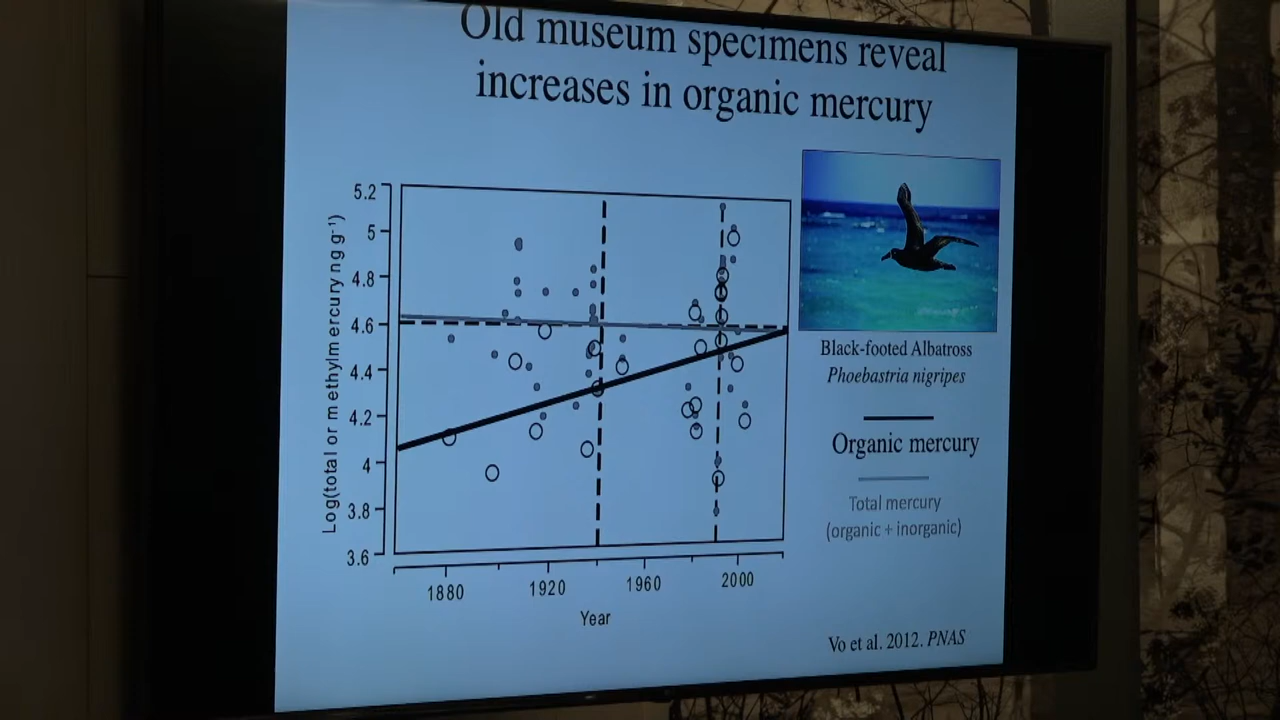 Old museum specimens reveal
increases in organic mercury
5.2
5
4.8
4.6
4.4
4.2
4
3.8
3.6
Log(total or methylmercury ng g⁻¹)
1880
1920
1960
2000
Year
Black-footed Albatross
Phoebastria nigripes
Organic mercury
Total mercury
(organic + inorganic)
Vo et al. 2012. PNAS